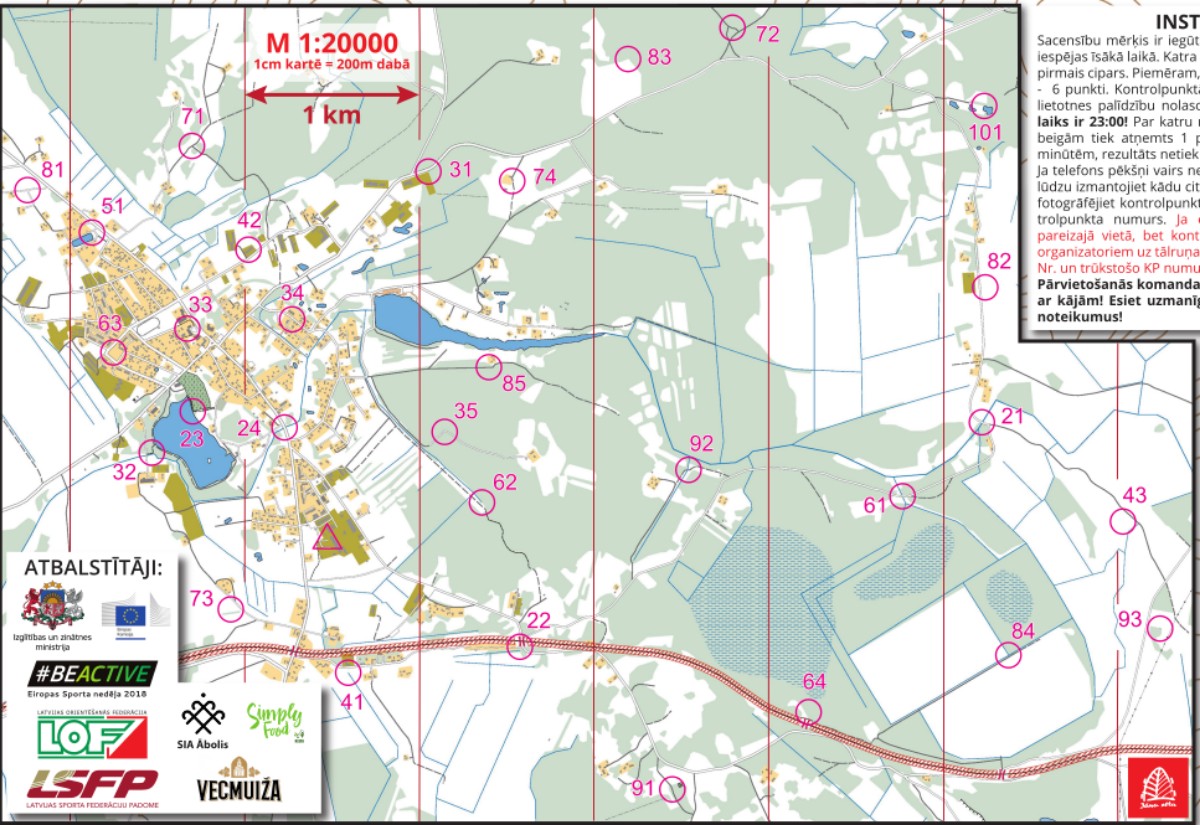 M 1:20000
1cm kartē = 200m dabā
1 km
INST
Sacensību mērķis ir iegūt
iespējas īsākā laikā. Katra
pirmais cipars. Piemēram,
- 6 punkti. Kontrolpunkta
lietotnes palīdzību nolasc
laiks ir 23:00! Par katru
beigām tiek atņemts 1 p
minūtēm, rezultāts netiek
Ja telefons pēkšņi vairs ne
lūdzu izmantojiet kādu cit
fotogrāfējiet kontrolpunkt
trolpunkta numurs. Ja
pareizajā vietā, bet kont
organizatoriem uz tālruņa
Nr. un trūkstošo KP numu
Pārvietošanās komanda
ar kājām! Esiet uzmanīg
noteikumus!
72
83
71
101
81
31
74
51
42
82
34
33
63
85
35
21
24
23
92
32
62
61
43
73
22
93
84
41
64
91
ATBALSTĪTĀJI:
Izglītības un zinātnes
ministrija
Eiropas
Komisija
#BEACTIVE
Eiropas Sporta nedēļa 2018
LATVIJAS ORIENTĒŠANĀS FEDERĀCIJA
LOF
LSFP
LATVIJAS SPORTA FEDERĀCIJU PADOME
SIA Ābolis
Simply
Food
VECMUIŽA
Jāņa sēta